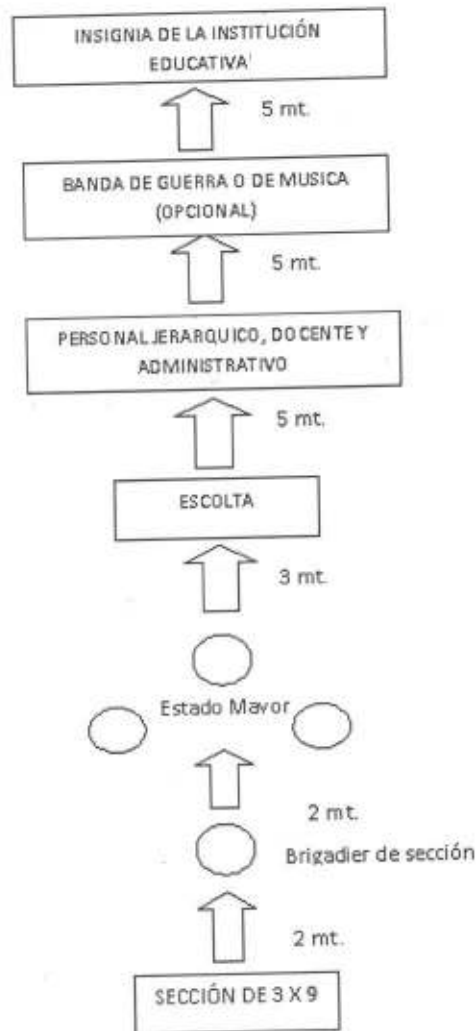 INSIGNIA DE LA INSTITUCIÓN
EDUCATIVA
5 mt.
BANDA DE GUERRA O DE MUSICA
(OPCIONAL)
5 mt.
PERSONAL JERARQUICO, DOCENTE Y
ADMINISTRATIVO
5 mt.
ESCOLTA
3 mt.
Estado Mayor
2 mt.
Brigadier de sección
2 mt.
SECCIÓN DE 3 X 9